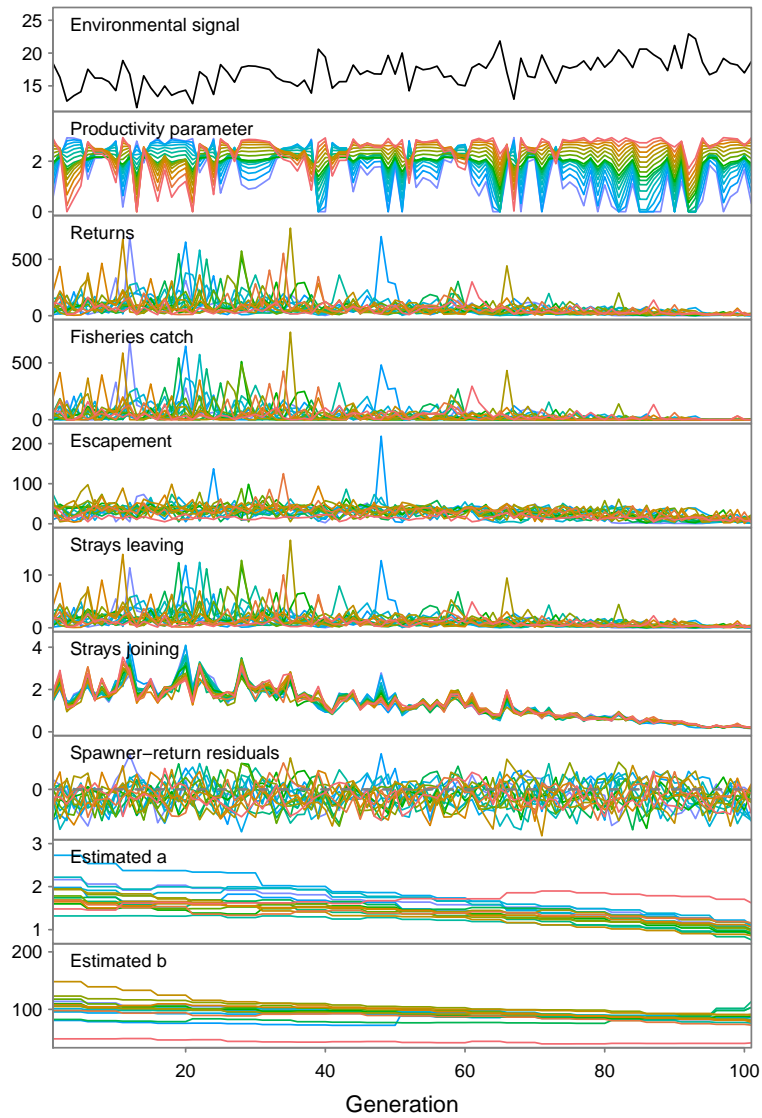 Environmental signal
25
20
15
Productivity parameter
2
0
Returns
500
0
Fisheries catch
500
0
Escapement
200
100
0
Strays leaving
10
0
Strays joining
4
2
0
Spawner−return residuals
0
Estimated a
3
2
1
Estimated b
200
100
20 40 60 80 100
Generation